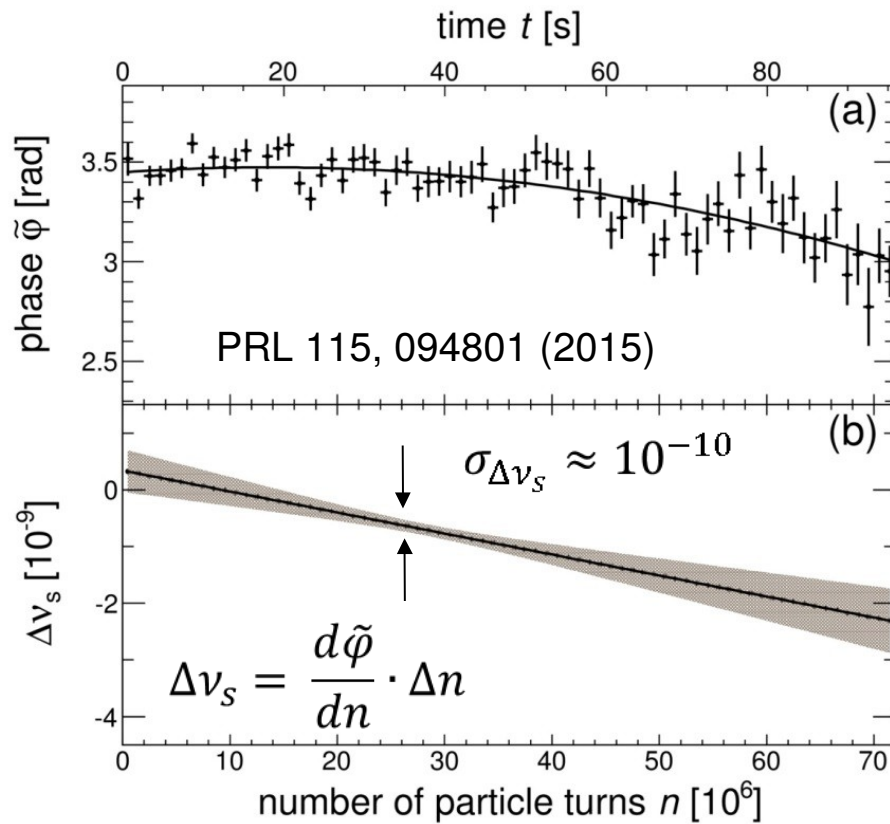 time t [s]
0 20 40 60 80
(a)
phase φ̃ [rad]
3.5
3
2.5
PRL 115, 094801 (2015)
(b)
σ_{Δν_s} ≈ 10^{−10}
Δν_s [10^{-9}]
0
-2
-4
Δν_s = dφ̃/dn · Δn
0 10 20 30 40 50 60 70
number of particle turns n [10^6]